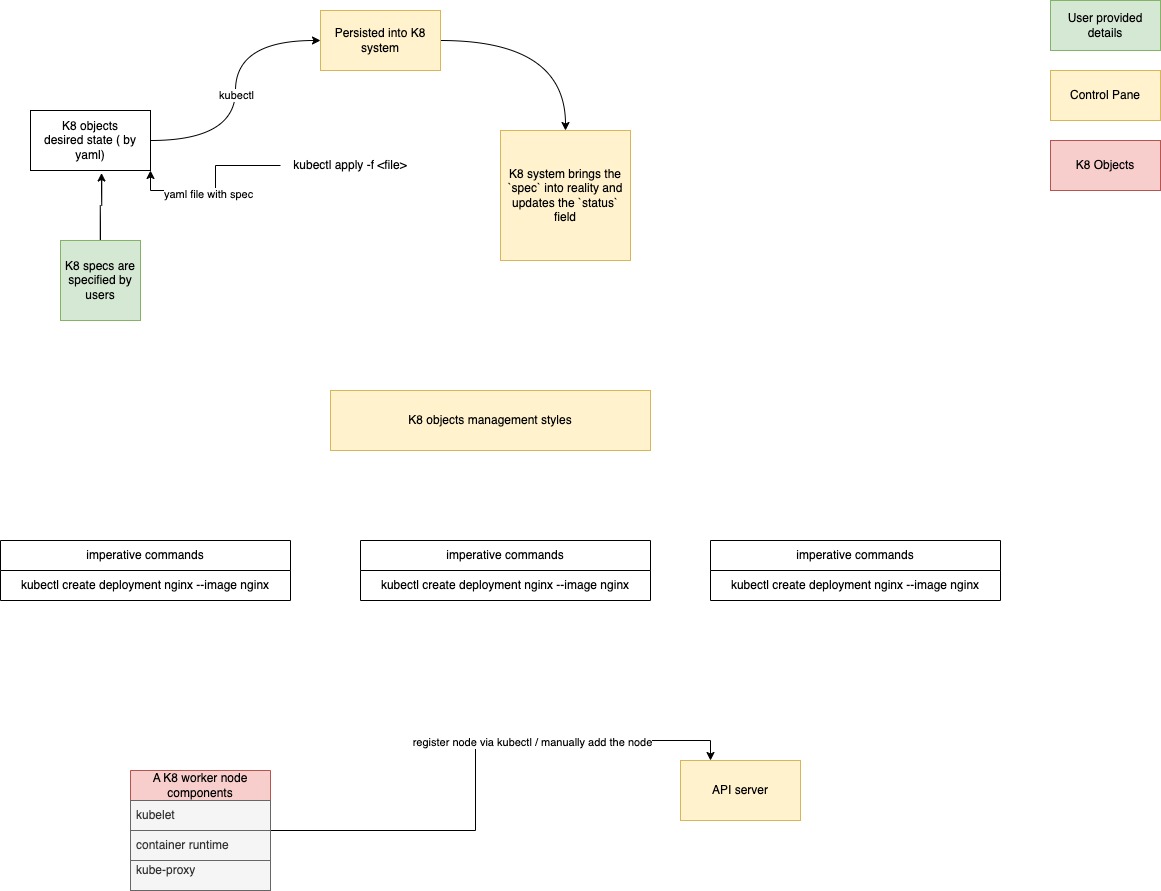 Persisted into K8
system
User provided
details
Control Pane
K8 Objects
kubectl
K8 objects
desired state ( by
yaml)
kubectl apply -f <file>
yaml file with spec
K8 system brings the
`spec` into reality and
updates the `status`
field
K8 specs are
specified by
users
K8 objects management styles
imperative commands
kubectl create deployment nginx --image nginx
imperative commands
kubectl create deployment nginx --image nginx
imperative commands
kubectl create deployment nginx --image nginx
register node via kubectl / manually add the node
A K8 worker node
components
kubelet
container runtime
kube-proxy
API server